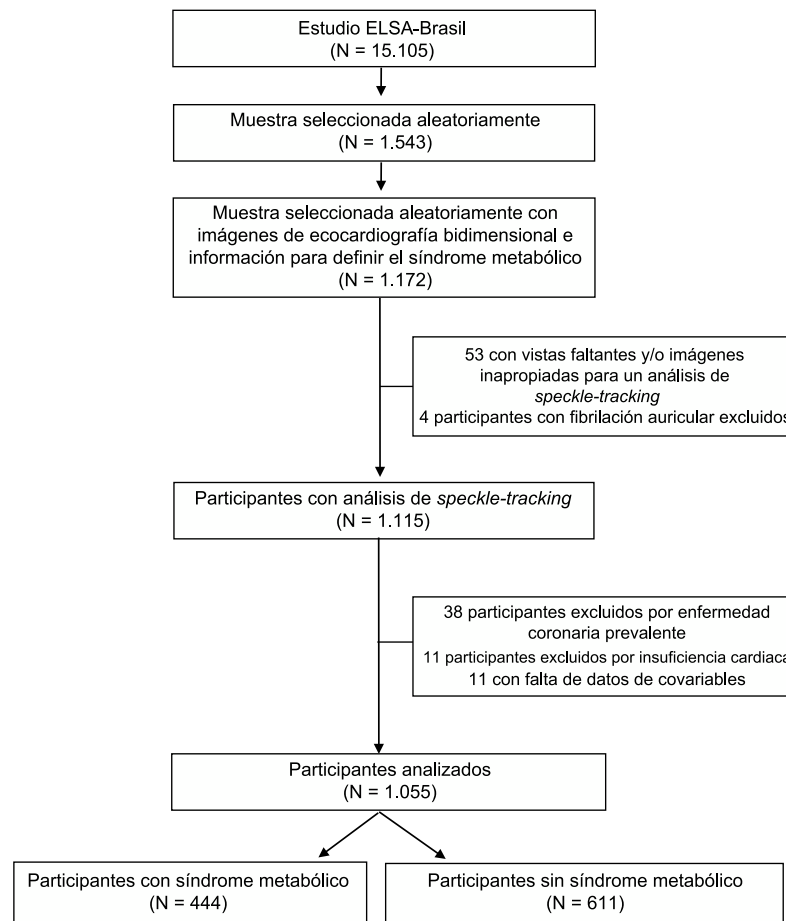 Estudio ELSA-Brasil
(N = 15.105)
Muestra seleccionada aleatoriamente
(N = 1.543)
Muestra seleccionada aleatoriamente con
imágenes de ecocardiografía bidimensional e
información para definir el síndrome metabólico
(N = 1.172)
53 con vistas faltantes y/o imágenes
inapropiadas para un análisis de
speckle-tracking
4 participantes con fibrilación auricular excluidos
Participantes con análisis de speckle-tracking
(N = 1.115)
38 participantes excluidos por enfermedad
coronaria prevalente
11 participantes excluidos por insuficiencia cardiaca
11 con falta de datos de covariables
Participantes analizados
(N = 1.055)
Participantes con síndrome metabólico
(N = 444)
Participantes sin síndrome metabólico
(N = 611)